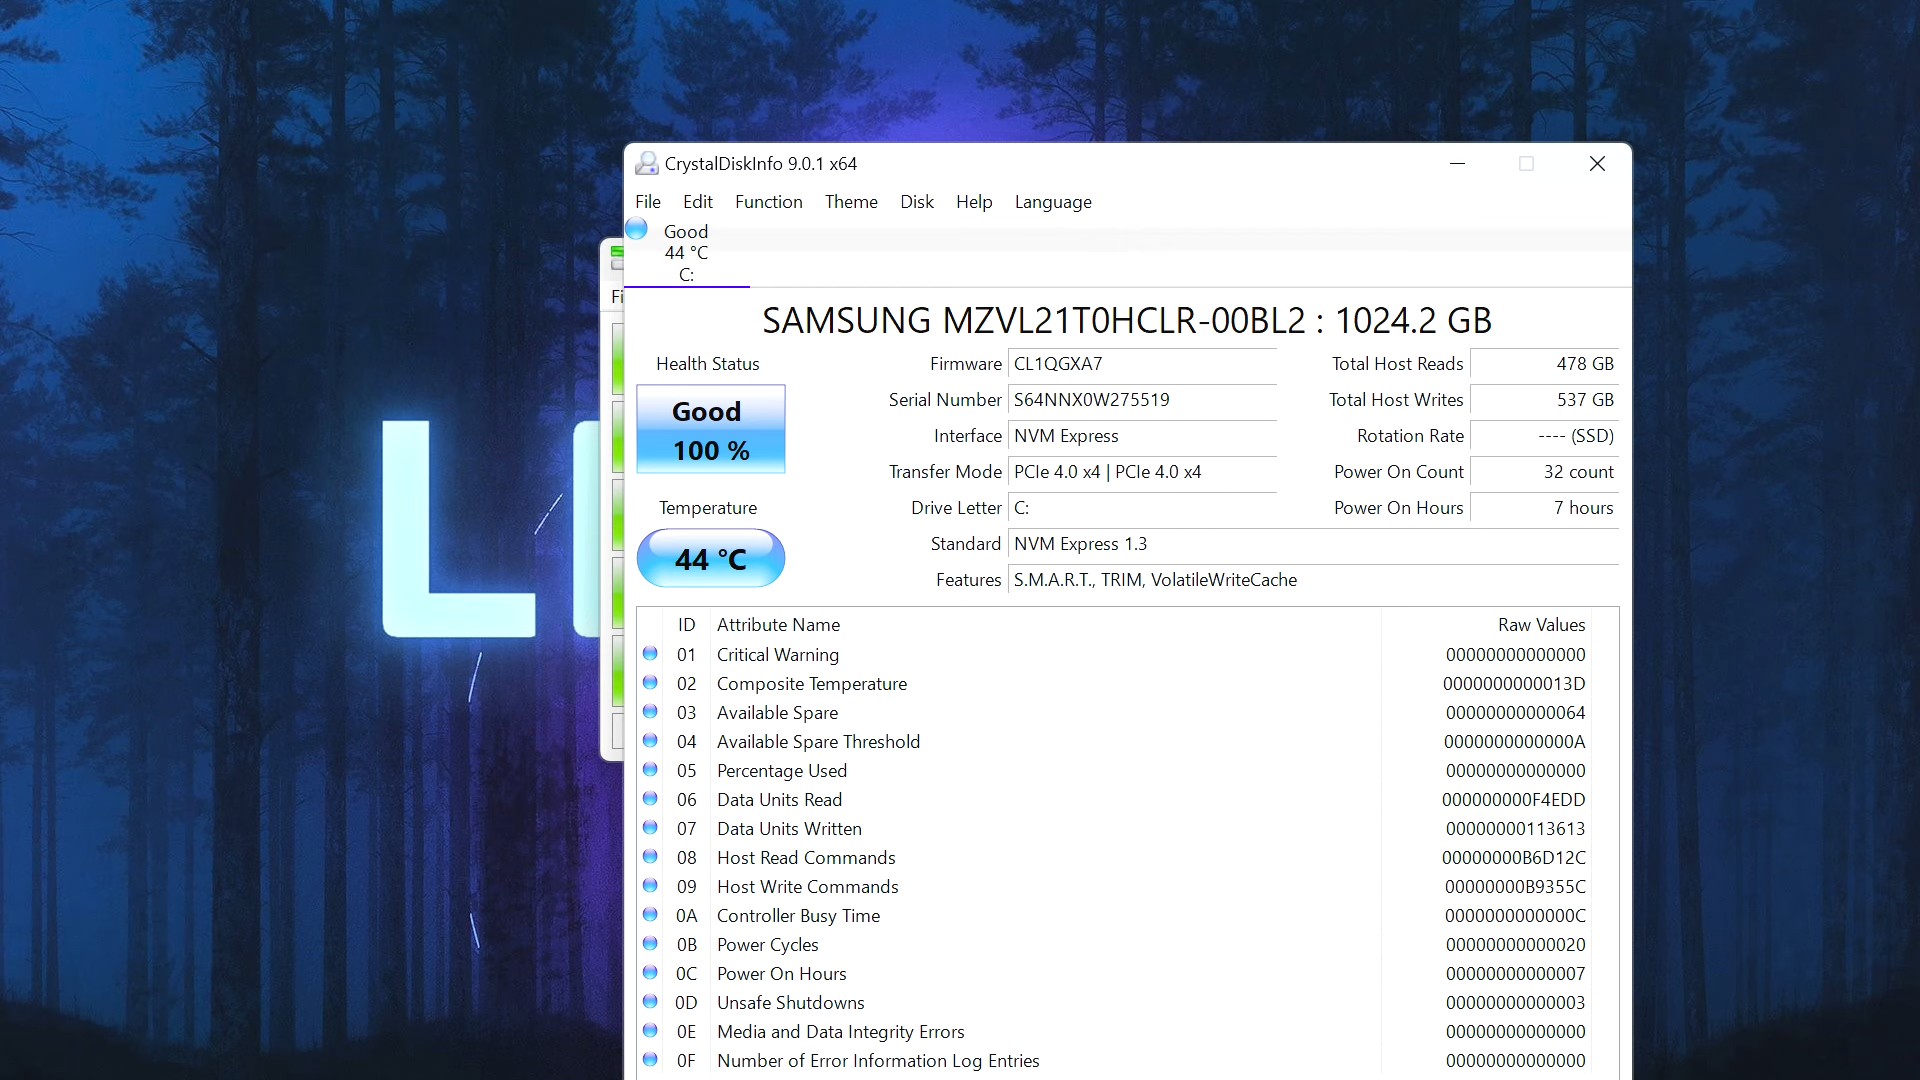 CrystalDiskInfo 9.0.1 x64
File Edit Function Theme Disk Help Language
Good
44 °C
C:
Fi
SAMSUNG MZVL21T0HCLR-00BL2 : 1024.2 GB
Health Status
Good
100 %
Temperature
44 °C
Firmware CL1QGXA7
Serial Number S64NNX0W275519
Interface NVM Express
Transfer Mode PCIe 4.0 x4 | PCIe 4.0 x4
Drive Letter C:
Standard NVM Express 1.3
Features S.M.A.R.T., TRIM, VolatileWriteCache
Total Host Reads 478 GB
Total Host Writes 537 GB
Rotation Rate ---- (SSD)
Power On Count 32 count
Power On Hours 7 hours
L
ID Attribute Name Raw Values
01 Critical Warning 00000000000000
02 Composite Temperature 0000000000013D
03 Available Spare 00000000000064
04 Available Spare Threshold 0000000000000A
05 Percentage Used 00000000000000
06 Data Units Read 000000000F4EDD
07 Data Units Written 00000000113613
08 Host Read Commands 00000000B6D12C
09 Host Write Commands 00000000B9355C
0A Controller Busy Time 0000000000000C
0B Power Cycles 00000000000020
0C Power On Hours 00000000000007
0D Unsafe Shutdowns 00000000000003
0E Media and Data Integrity Errors 00000000000000
0F Number of Error Information Log Entries 00000000000000